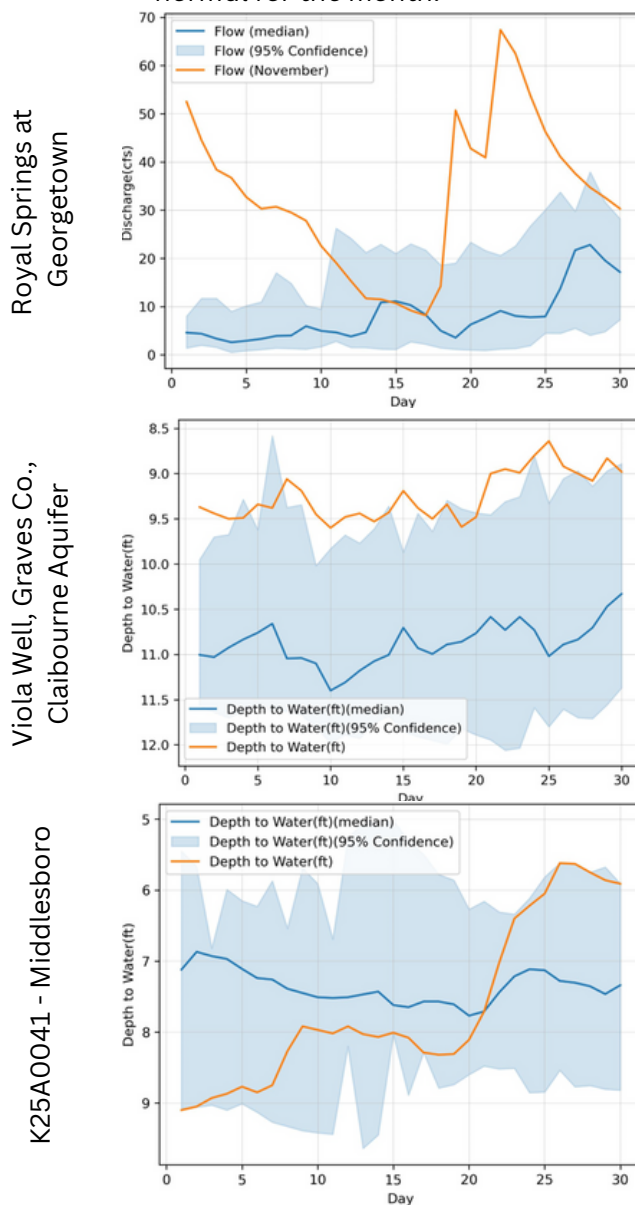 normal for the month.
Royal Springs at
Georgetown
Discharge(cfs)
70
60
50
40
30
20
10
0
Flow (median)
Flow (95% Confidence)
Flow (November)
0 5 10 15 20 25 30
Day
Viola Well, Graves Co.,
Claibourne Aquifer
Depth to Water(ft)
8.5
9.0
9.5
10.0
10.5
11.0
11.5
12.0
Depth to Water(ft)(median)
Depth to Water(ft)(95% Confidence)
Depth to Water(ft)
0 5 10 15 20 25 30
Day
K25A0041 - Middlesboro
Depth to Water(ft)
5
6
7
8
9
Depth to Water(ft)(median)
Depth to Water(ft)(95% Confidence)
Depth to Water(ft)
0 5 10 15 20 25 30
Day